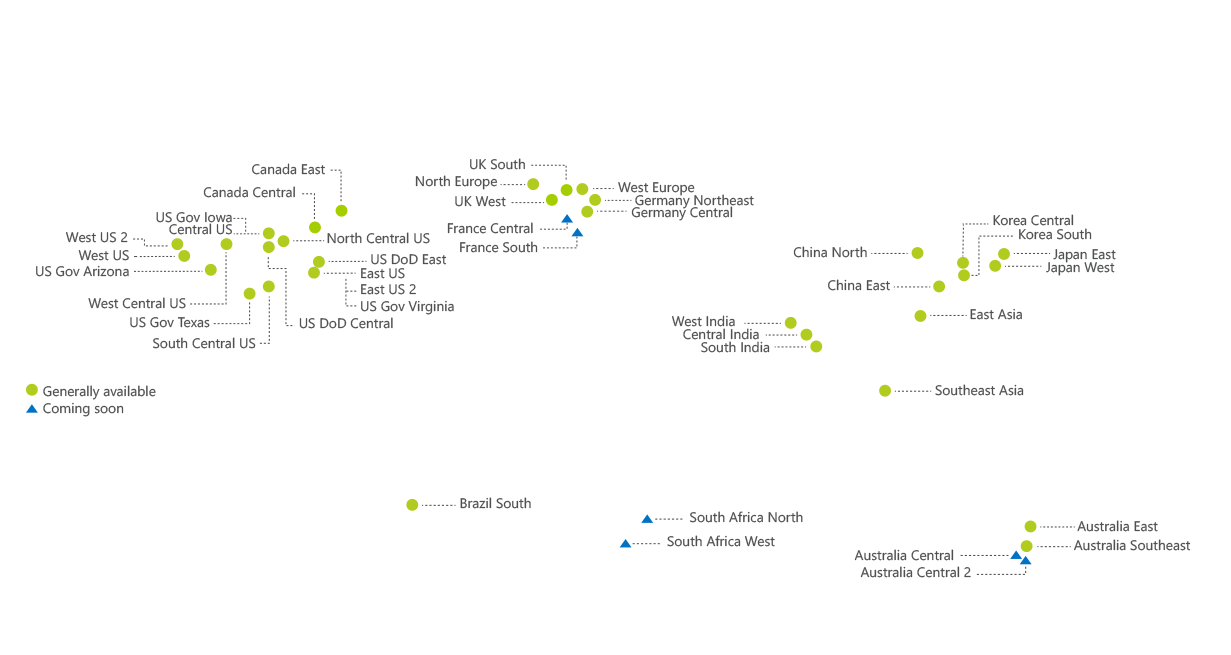 UK South
Canada East
North Europe
West Europe
Canada Central
UK West
Germany Northeast
Germany Central
US Gov Iowa
Central US
France Central
Korea Central
Korea South
West US 2
North Central US
France South
West US
China North
Japan East
US DoD East
Japan West
US Gov Arizona
East US
China East
East US 2
West Central US
US Gov Virginia
US Gov Texas
US DoD Central
West India
East Asia
Central India
South Central US
South India
Generally available
Southeast Asia
Coming soon
Brazil South
South Africa North
Australia East
South Africa West
Australia Southeast
Australia Central
Australia Central 2